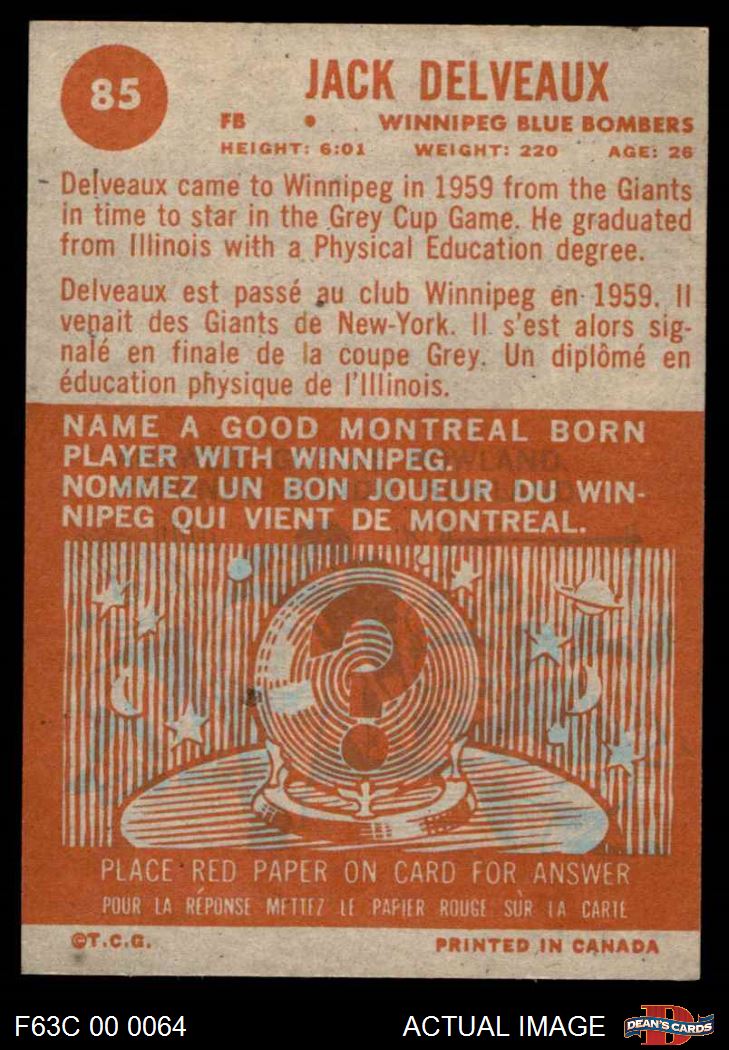 85
JACK DELVEAUX
FB • WINNIPEG BLUE BOMBERS
HEIGHT: 6:01 WEIGHT: 220 AGE: 26
Delveaux came to Winnipeg in 1959 from the Giants
in time to star in the Grey Cup Game. He graduated
from Illinois with a Physical Education degree.
Delveaux est passé au club Winnipeg en 1959. Il
venait des Giants de New-York. Il s'est alors sig-
nalé en finale de la coupe Grey. Un diplômé en
éducation physique de l'Illinois.
NAME A GOOD MONTREAL BORN
PLAYER WITH WINNIPEG.
NOMMEZ UN BON JOUEUR DU WIN-
NIPEG QUI VIENT DE MONTREAL.
?
PLACE RED PAPER ON CARD FOR ANSWER
POUR LA RÉPONSE METTEZ LE PAPIER ROUGE SUR LA CARTE
©T.C.G. PRINTED IN CANADA
F63C 00 0064 ACTUAL IMAGE DEAN'S CARDS